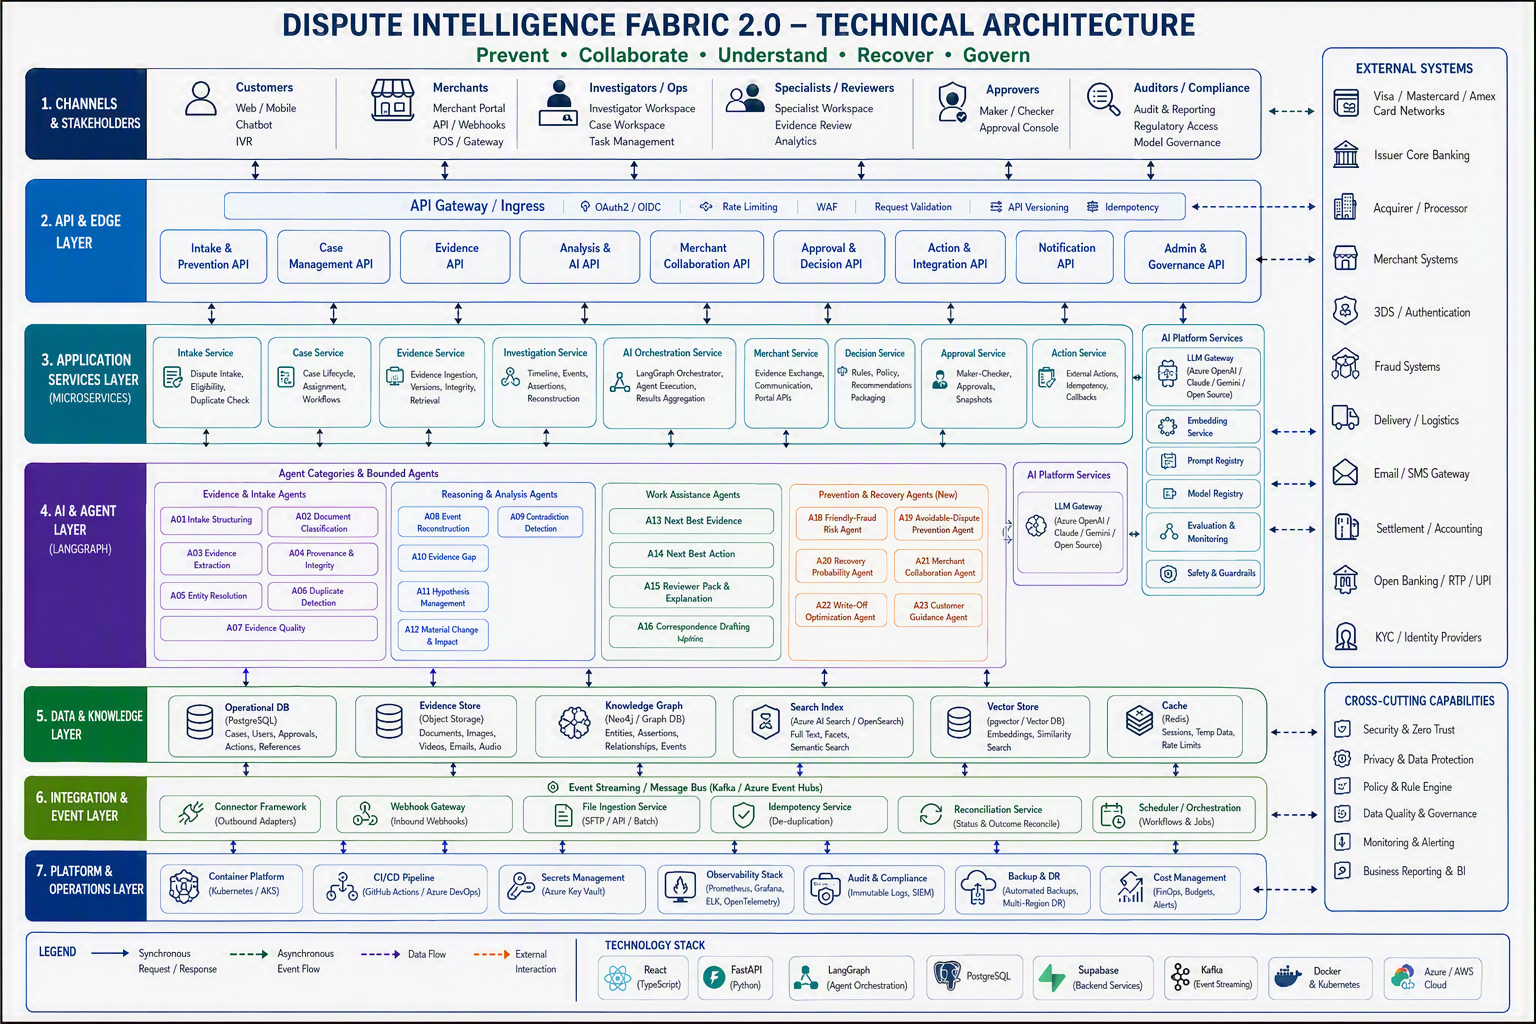 DISPUTE INTELLIGENCE FABRIC 2.0 – TECHNICAL ARCHITECTURE
Prevent • Collaborate • Understand • Recover • Govern
1. CHANNELS
& STAKEHOLDERS
Customers
Web / Mobile
Chatbot
IVR
Merchants
Merchant Portal
API / Webhooks
POS / Gateway
Investigators / Ops
Investigator Workspace
Case Workspace
Task Management
Specialists / Reviewers
Specialist Workspace
Evidence Review
Analytics
Approvers
Maker / Checker
Approval Console
Auditors / Compliance
Audit & Reporting
Regulatory Access
Model Governance
2. API & EDGE
LAYER
API Gateway / Ingress
OAuth2 / OIDC
Rate Limiting
WAF
Request Validation
API Versioning
Idempotency
Intake &
Prevention API
Case
Management API
Evidence
API
Analysis &
AI API
Merchant
Collaboration API
Approval &
Decision API
Action &
Integration API
Notification
API
Admin &
Governance API
3. APPLICATION
SERVICES LAYER
(MICROSERVICES)
Intake Service
Dispute Intake,
Eligibility,
Duplicate Check
Case Service
Case Lifecycle,
Assignment,
Workflows
Evidence Service
Evidence Ingestion,
Versions, Integrity,
Retrieval
Investigation Service
Timeline, Events,
Assertions,
Reconstruction
AI Orchestration Service
LangGraph Orchestrator,
Agent Execution,
Results Aggregation
Merchant Service
Evidence Exchange,
Communication,
Portal APIs
Decision Service
Rules, Policy,
Recommendations
Packaging
Approval Service
Maker-Checker,
Approvals,
Snapshots
Action Service
External Actions,
Idempotency,
Callbacks
AI Platform Services
LLM Gateway
(Azure OpenAI /
Claude / Gemini /
Open Source)
Embedding
Service
Prompt Registry
Model Registry
Evaluation &
Monitoring
Safety & Guardrails
4. AI & AGENT
LAYER
(LANGGRAPH)
Agent Categories & Bounded Agents
Evidence & Intake Agents
A01 Intake Structuring
A02 Document
Classification
A03 Evidence
Extraction
A04 Provenance &
Integrity
A05 Entity Resolution
A06 Duplicate
Detection
A07 Evidence Quality
Reasoning & Analysis Agents
A08 Event
Reconstruction
A09 Contradiction
Detection
A10 Evidence Gap
A11 Hypothesis
Management
A12 Material Change
& Impact
Work Assistance Agents
A13 Next Best Evidence
A14 Next Best Action
A15 Reviewer Pack &
Explanation
A16 Correspondence Drafting
Prevention & Recovery Agents (New)
A18 Friendly-Fraud
Risk Agent
A19 Avoidable-Dispute
Prevention Agent
A20 Recovery
Probability Agent
A21 Merchant
Collaboration Agent
A22 Write-Off
Optimization Agent
A23 Customer
Guidance Agent
AI Platform Services
LLM Gateway
(Azure OpenAI /
Claude / Gemini /
Open Source)
5. DATA & KNOWLEDGE
LAYER
Operational DB
(PostgreSQL)
Cases, Users, Approvals,
Actions, References
Evidence Store
(Object Storage)
Documents, Images,
Videos, Emails, Audio
Knowledge Graph
(Neo4j / Graph DB)
Entities, Assertions,
Relationships, Events
Search Index
(Azure AI Search / OpenSearch)
Full Text, Facets,
Semantic Search
Vector Store
(pgvector / Vector DB)
Embeddings, Similarity
Search
Cache
(Redis)
Sessions, Temp Data,
Rate Limits
6. INTEGRATION &
EVENT LAYER
Event Streaming / Message Bus (Kafka / Azure Event Hubs)
Connector Framework
(Outbound Adapters)
Webhook Gateway
(Inbound Webhooks)
File Ingestion Service
(SFTP / API / Batch)
Idempotency Service
(De-duplication)
Reconciliation Service
(Status & Outcome Reconcile)
Scheduler / Orchestration
(Workflows & Jobs)
7. PLATFORM &
OPERATIONS LAYER
Container Platform
(Kubernetes / AKS)
CI/CD Pipeline
(GitHub Actions / Azure DevOps)
Secrets Management
(Azure Key Vault)
Observability Stack
(Prometheus, Grafana,
ELK, OpenTelemetry)
Audit & Compliance
(Immutable Logs, SIEM)
Backup & DR
(Automated Backups,
Multi-Region DR)
Cost Management
(FinOps, Budgets,
Alerts)
EXTERNAL SYSTEMS
Visa / Mastercard / Amex
Card Networks
Issuer Core Banking
Acquirer / Processor
Merchant Systems
3DS / Authentication
Fraud Systems
Delivery / Logistics
Email / SMS Gateway
Settlement / Accounting
Open Banking / RTP / UPI
KYC / Identity Providers
CROSS-CUTTING CAPABILITIES
Security & Zero Trust
Privacy & Data Protection
Policy & Rule Engine
Data Quality & Governance
Monitoring & Alerting
Business Reporting & BI
LEGEND
Synchronous
Request / Response
Asynchronous
Event Flow
Data Flow
External
Interaction
TECHNOLOGY STACK
React
(TypeScript)
FastAPI
(Python)
LangGraph
(Agent Orchestration)
PostgreSQL
Supabase
(Backend Services)
Kafka
(Event Streaming)
Docker
& Kubernetes
Azure / AWS
Cloud